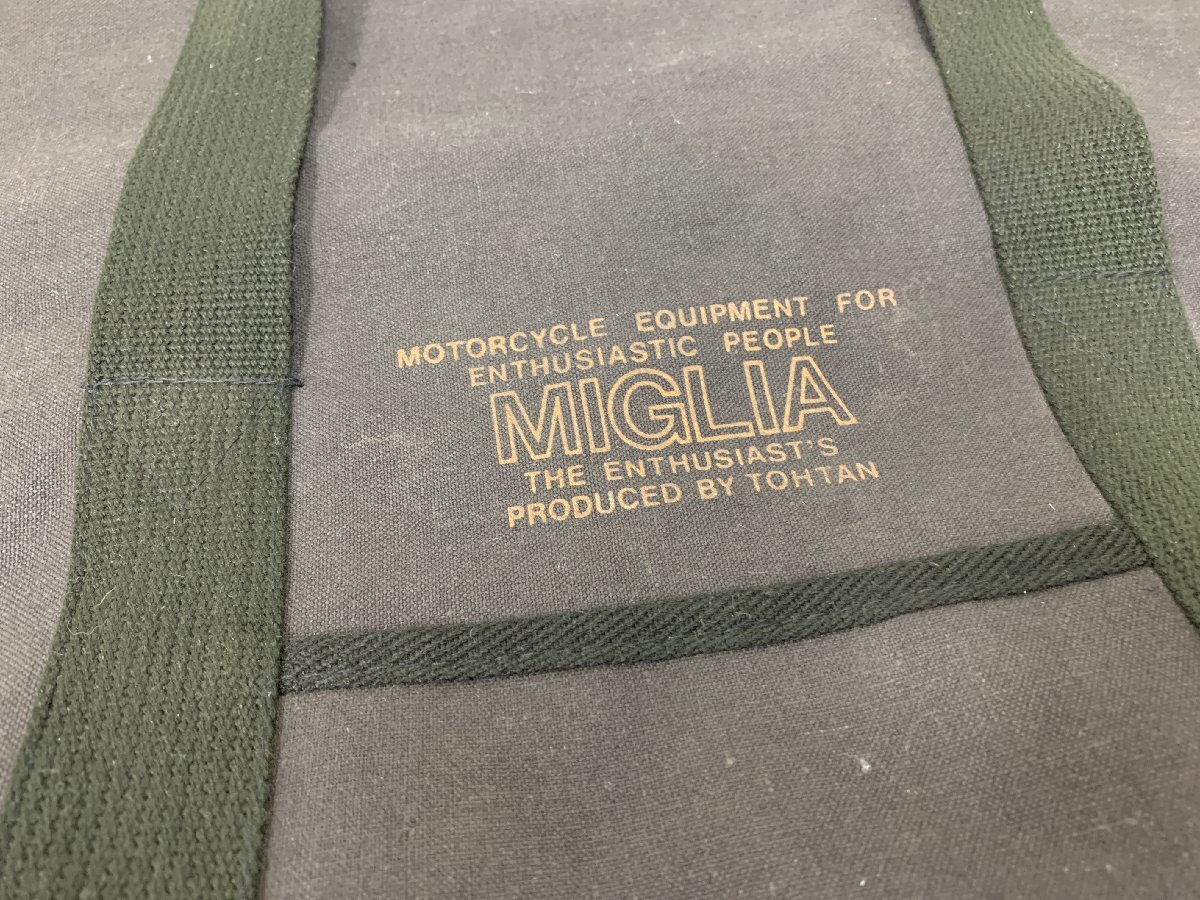 MOTORCYCLE EQUIPMENT FOR
ENTHUSIASTIC PEOPLE
MIGLIA
THE ENTHUSIAST'S
PRODUCED BY TOHTAN